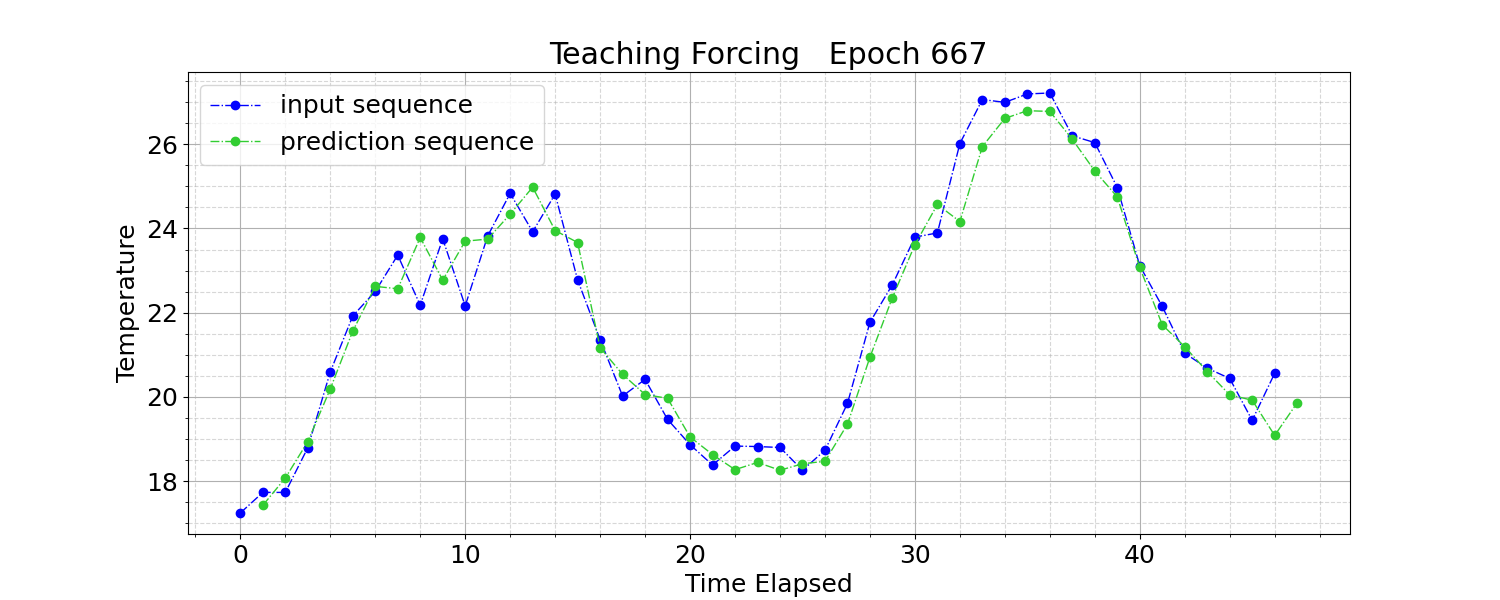 Teaching Forcing   Epoch 667
input sequence
prediction sequence
26
24
22
20
18
Temperature
0 10 20 30 40
Time Elapsed